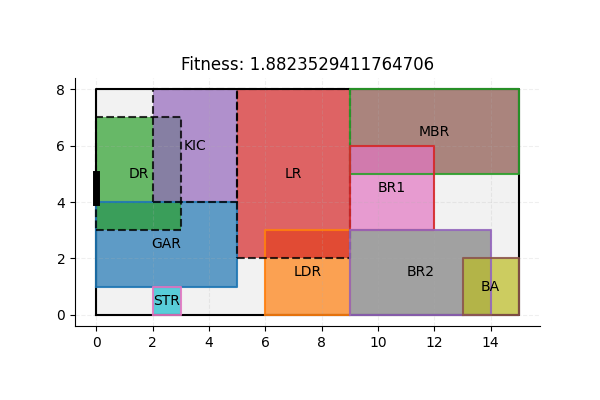 Fitness: 1.8823529411764706
8
6
4
2
0
MBR
KIC
DR
LR
BR1
GAR
LDR
BR2
STR
BA
0 2 4 6 8 10 12 14